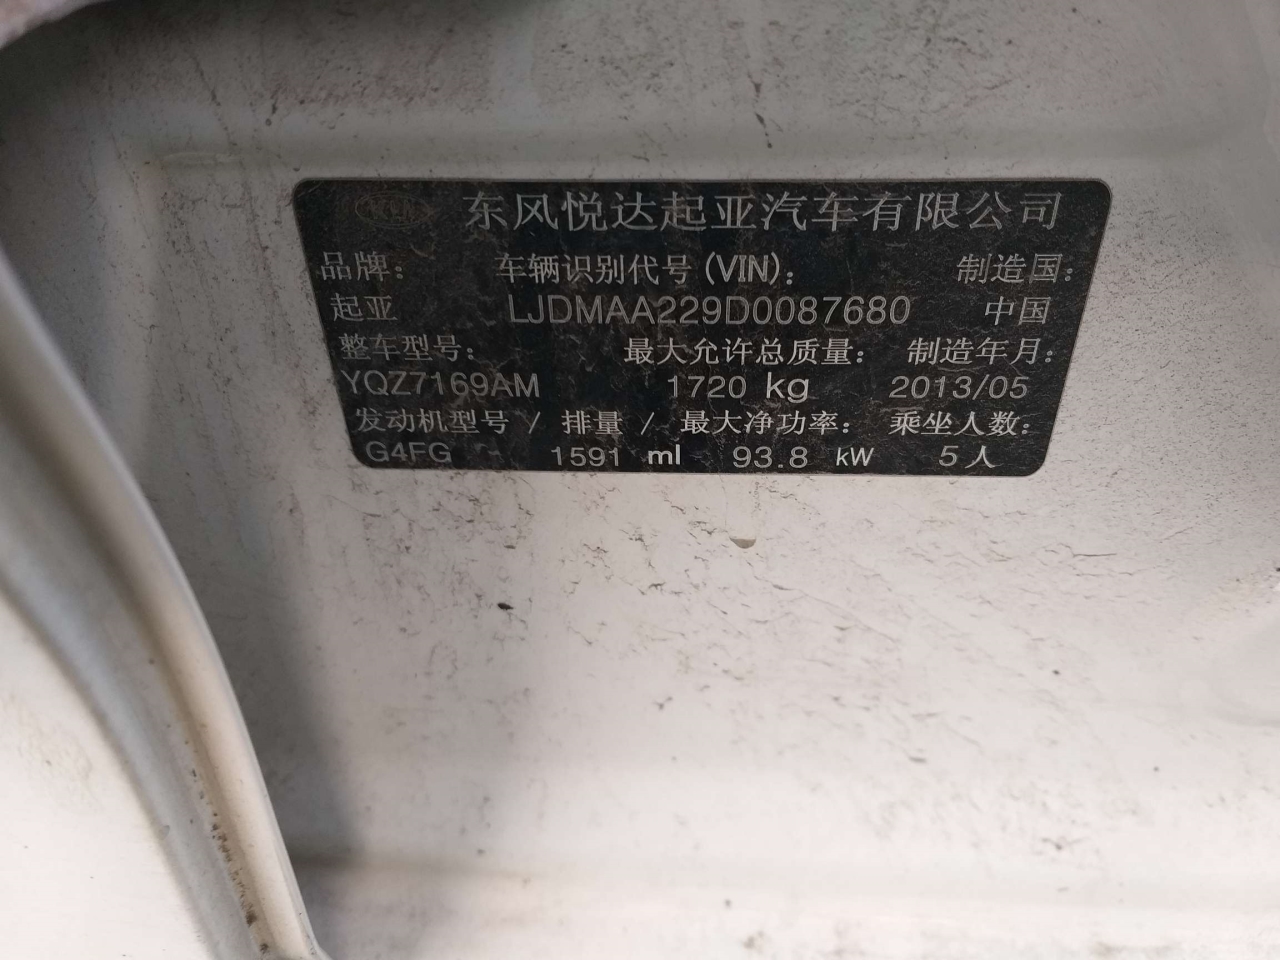 KIA 东风悦达起亚汽车有限公司
品牌： 车辆识别代号(VIN)： 制造国：
起亚 LJDMAA229D0087680 中国
整车型号： 最大允许总质量： 制造年月：
YQZ7169AM 1720 kg 2013/05
发动机型号 / 排量 / 最大净功率： 乘坐人数：
G4FG - 1591 ml - 93.8 kW 5人